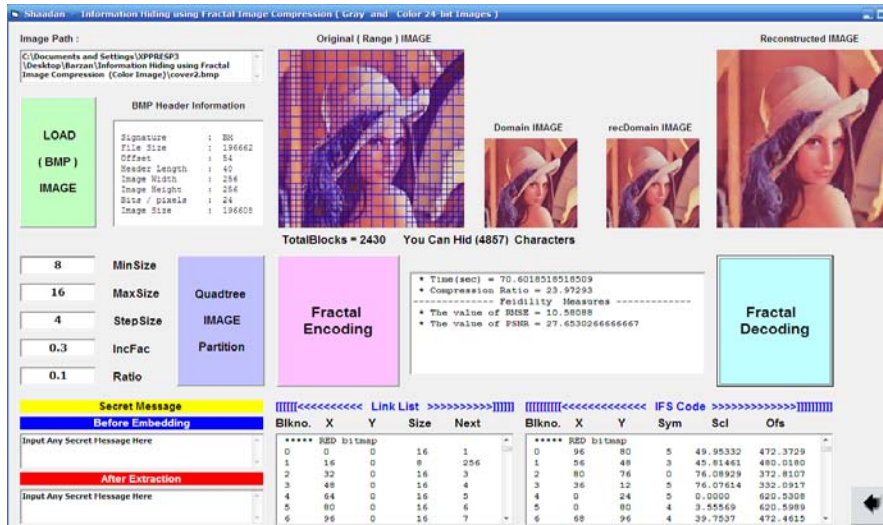 Shaadan - Information Hiding using Fractal Image Compression ( Gray and Color 24-bit Images )
Image Path :
C:\Documents and Settings\XPPRESP3
\Desktop\Barzan\Information Hiding using Fractal
Image Compression (Color Image)\cover2.bmp
Original ( Range ) IMAGE
Reconstructed IMAGE
LOAD
( BMP )
IMAGE
BMP Header Information
Signature : BM
File Size : 196662
Offset : 54
Header Length : 40
Image Width : 256
Image Height : 256
Bits / pixels : 24
Image Size : 196608
Domain IMAGE
recDomain IMAGE
TotalBlocks = 2430 You Can Hid (4857) Characters
8 MinSize
16 MaxSize
4 StepSize
0.3 IncFac
0.1 Ratio
Quadtree
IMAGE
Partition
Fractal
Encoding
* Time(sec) = 70.6018518518509
* Compression Ratio = 23.97293
------------- Feidility Measures -------------
* The value of RMSE = 10.58088
* The value of PSNR = 27.6530266666667
Fractal
Decoding
Secret Message
Before Embedding
Input Any Secret Message Here
After Extraction
Input Any Secret Message Here
[[[[[[<<<<<<<<<<< Link List >>>>>>>>>>]]]]]]
Blkno. X Y Size Next
***** RED bitmap
0 0 0 16 1
1 16 0 8 256
2 32 0 16 3
3 48 0 16 4
4 64 0 16 5
5 80 0 16 6
6 96 0 16 7
[[[[[[[[[[<<<<<<<<<<<<< IFS Code >>>>>>>>>>>>>]]]]]]]]]]
Blkno. X Y Sym Scl Ofs
***** RED bitmap
0 96 80 5 49.95332 472.3729
1 56 48 3 45.81461 480.0180
2 80 76 0 76.08929 372.8107
3 36 12 5 76.07614 332.0917
4 0 24 5 0.0000 620.5308
5 0 80 4 3.55569 620.5989
6 68 96 4 39.7537 472.4615